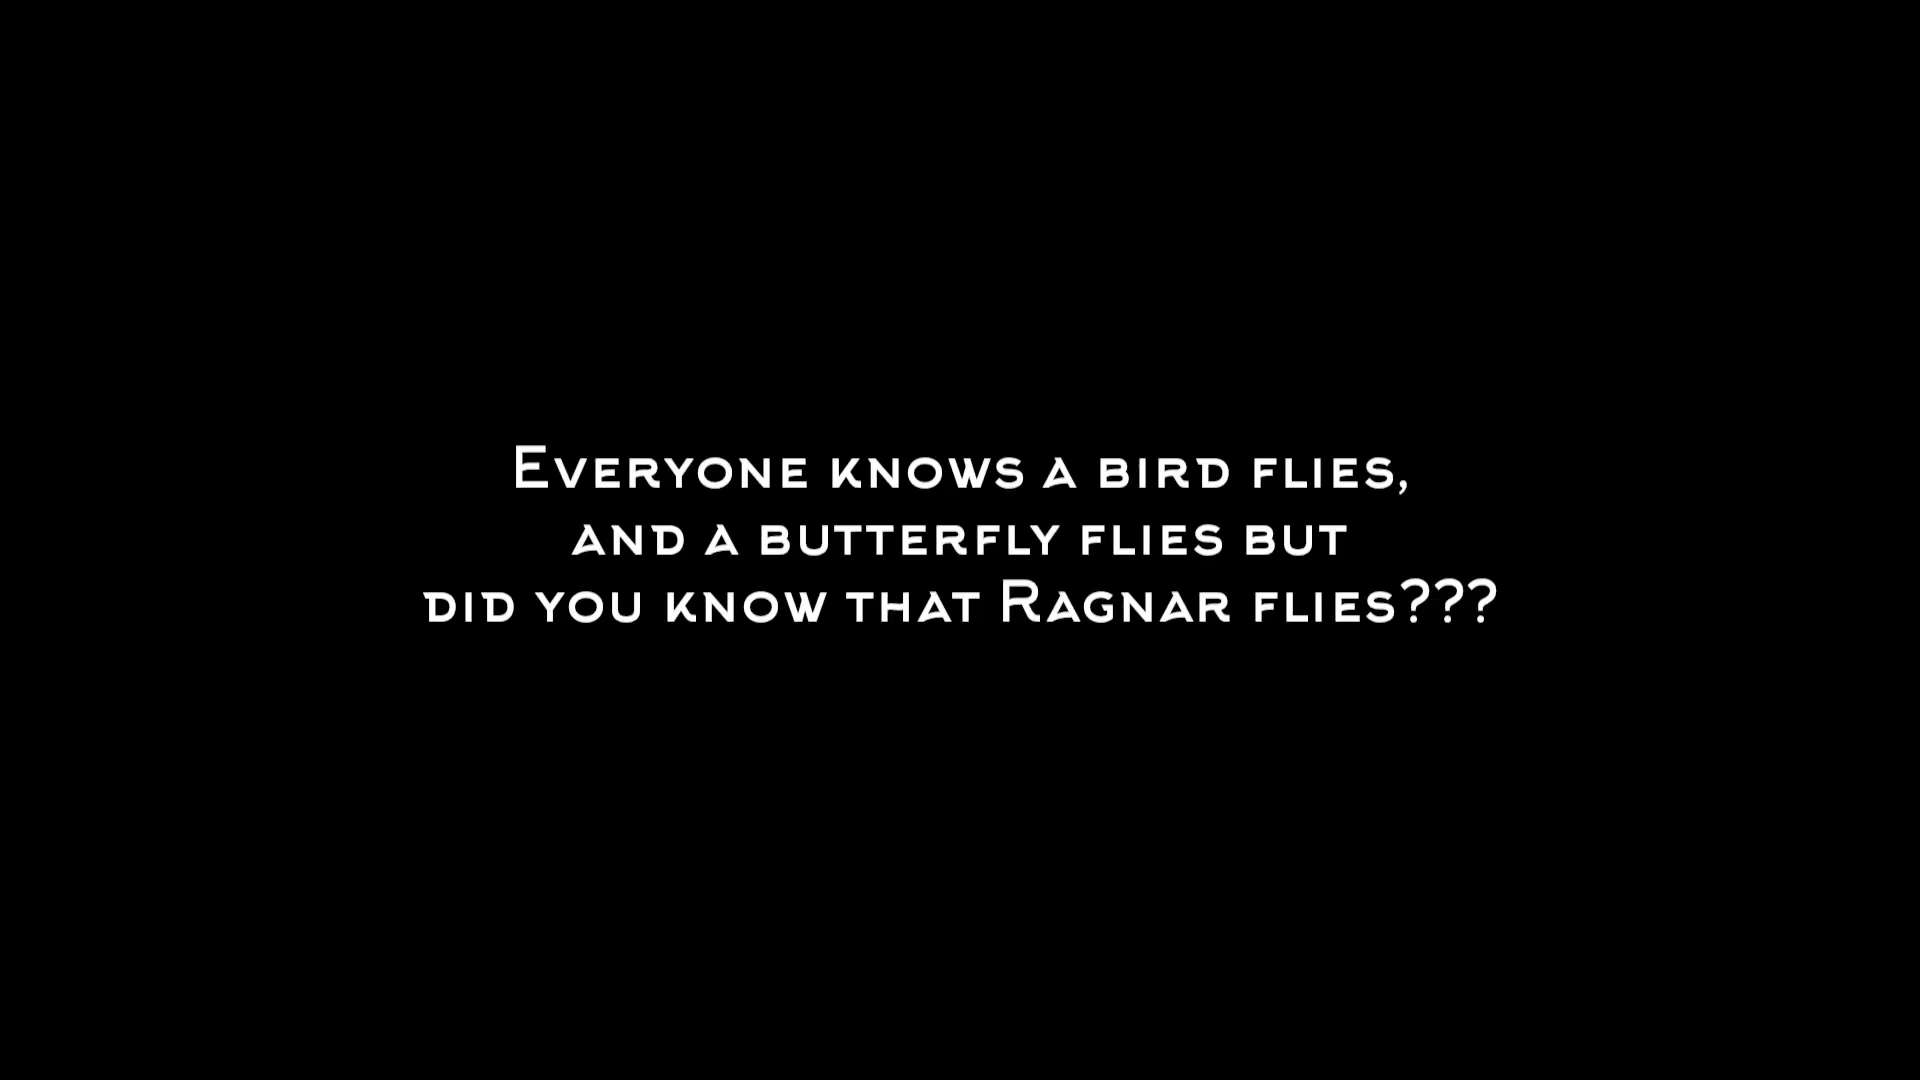 Everyone knows a bird flies,
and a butterfly flies but
did you know that Ragnar flies???